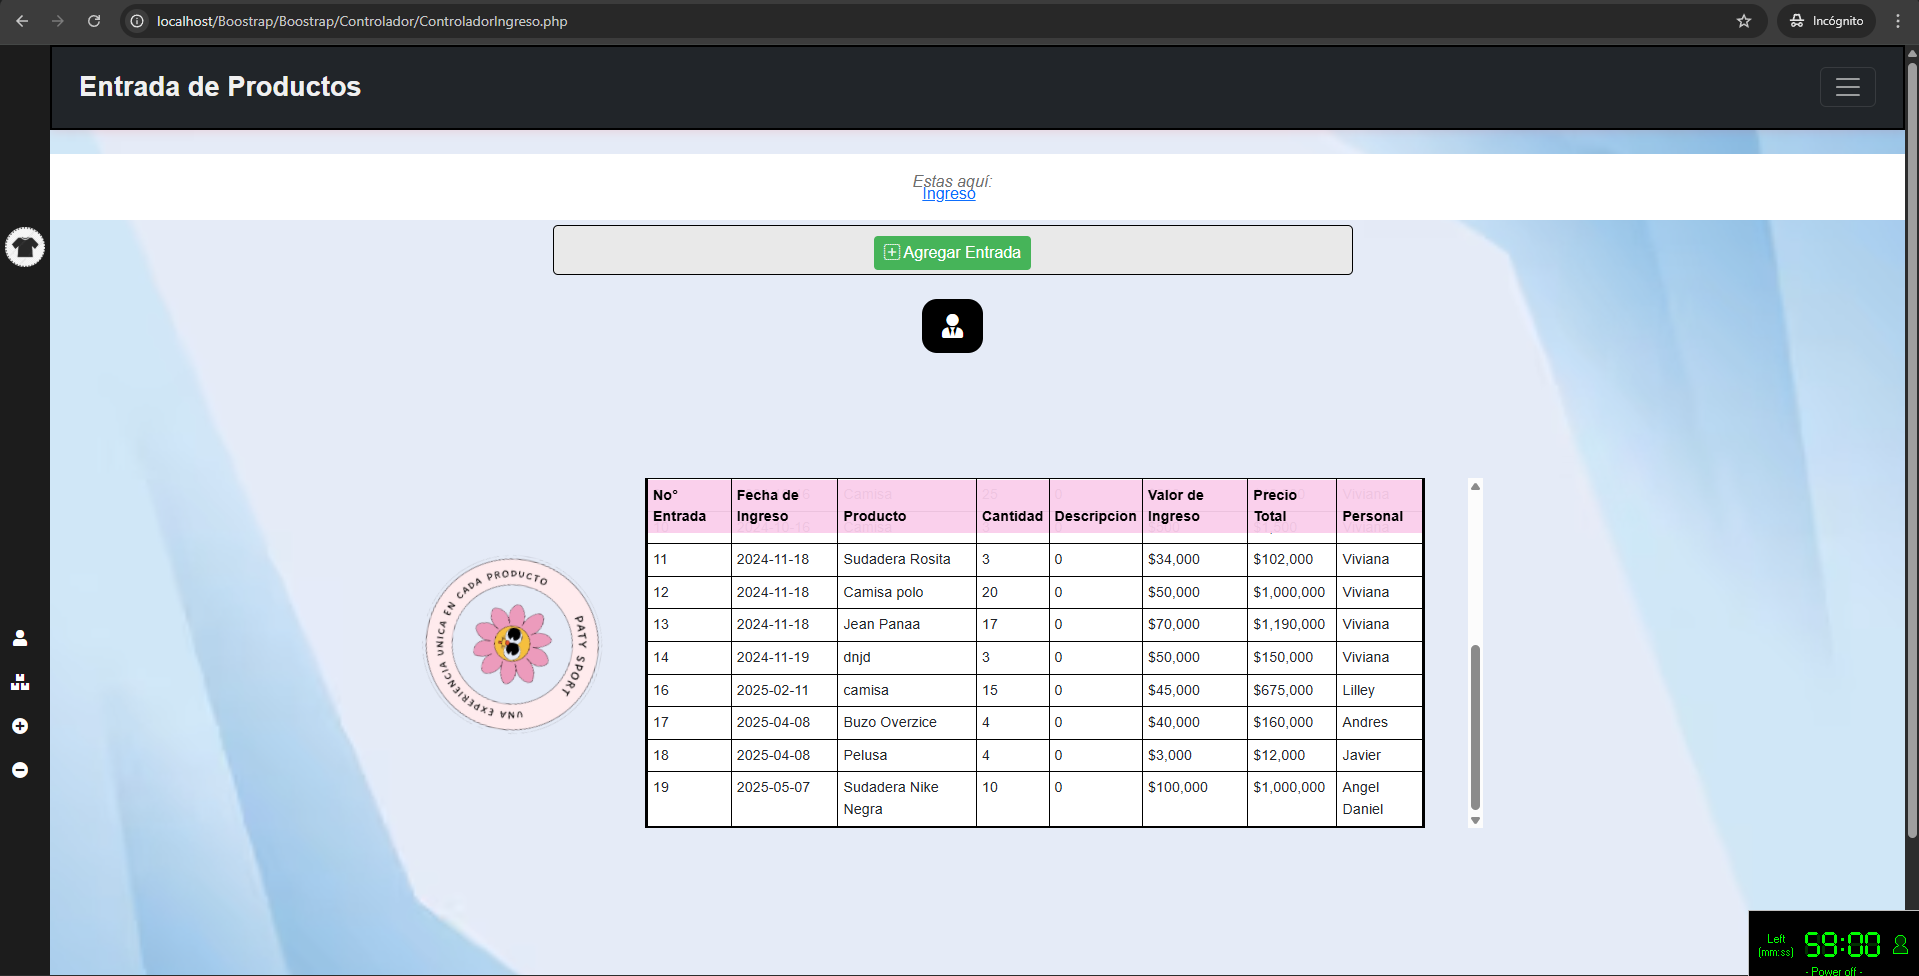 localhost/Boostrap/Boostrap/Controlador/ControladorIngreso.php
Incógnito
Entrada de Productos
Estas aquí:
Ingreso
Agregar Entrada
No° Entrada Fecha de Ingreso Producto Cantidad Descripcion Valor de Ingreso Precio Total Personal
11 2024-11-18 Sudadera Rosita 3 0 $34,000 $102,000 Viviana
12 2024-11-18 Camisa polo 20 0 $50,000 $1,000,000 Viviana
13 2024-11-18 Jean Panaa 17 0 $70,000 $1,190,000 Viviana
14 2024-11-19 dnjd 3 0 $50,000 $150,000 Viviana
16 2025-02-11 camisa 15 0 $45,000 $675,000 Lilley
17 2025-04-08 Buzo Overzice 4 0 $40,000 $160,000 Andres
18 2025-04-08 Pelusa 4 0 $3,000 $12,000 Javier
19 2025-05-07 Sudadera Nike Negra 10 0 $100,000 $1,000,000 Angel Daniel
UNA EXPERIENCIA UNICA EN CADA PRODUCTO
PATY SPORT
Left
(mm:ss)
59:00
- Power off -